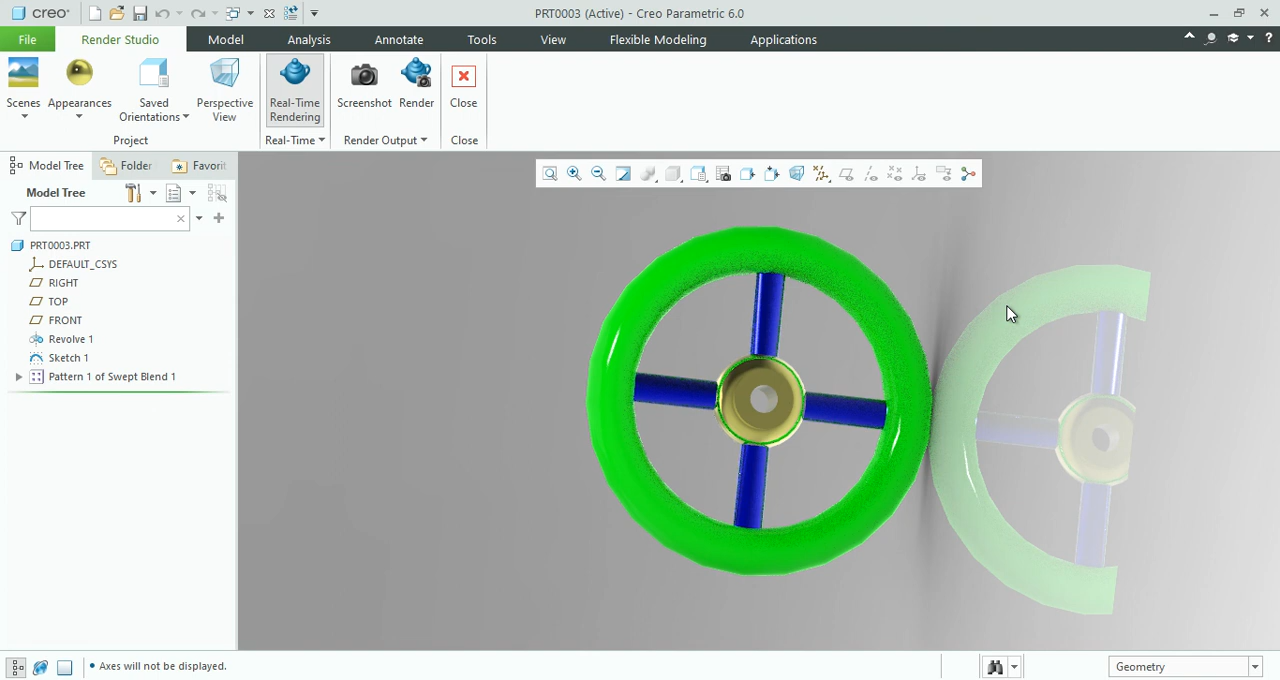 creo PRT0003 (Active) - Creo Parametric 6.0
File Render Studio Model Analysis Annotate Tools View Flexible Modeling Applications
Scenes Appearances Saved Orientations Perspective View Real-Time Rendering Screenshot Render Close
Project Real-Time Render Output Close
Model Tree Folder Favorit
Model Tree
PRT0003.PRT
DEFAULT_CSYS
RIGHT
TOP
FRONT
Revolve 1
Sketch 1
Pattern 1 of Swept Blend 1
• Axes will not be displayed. Geometry